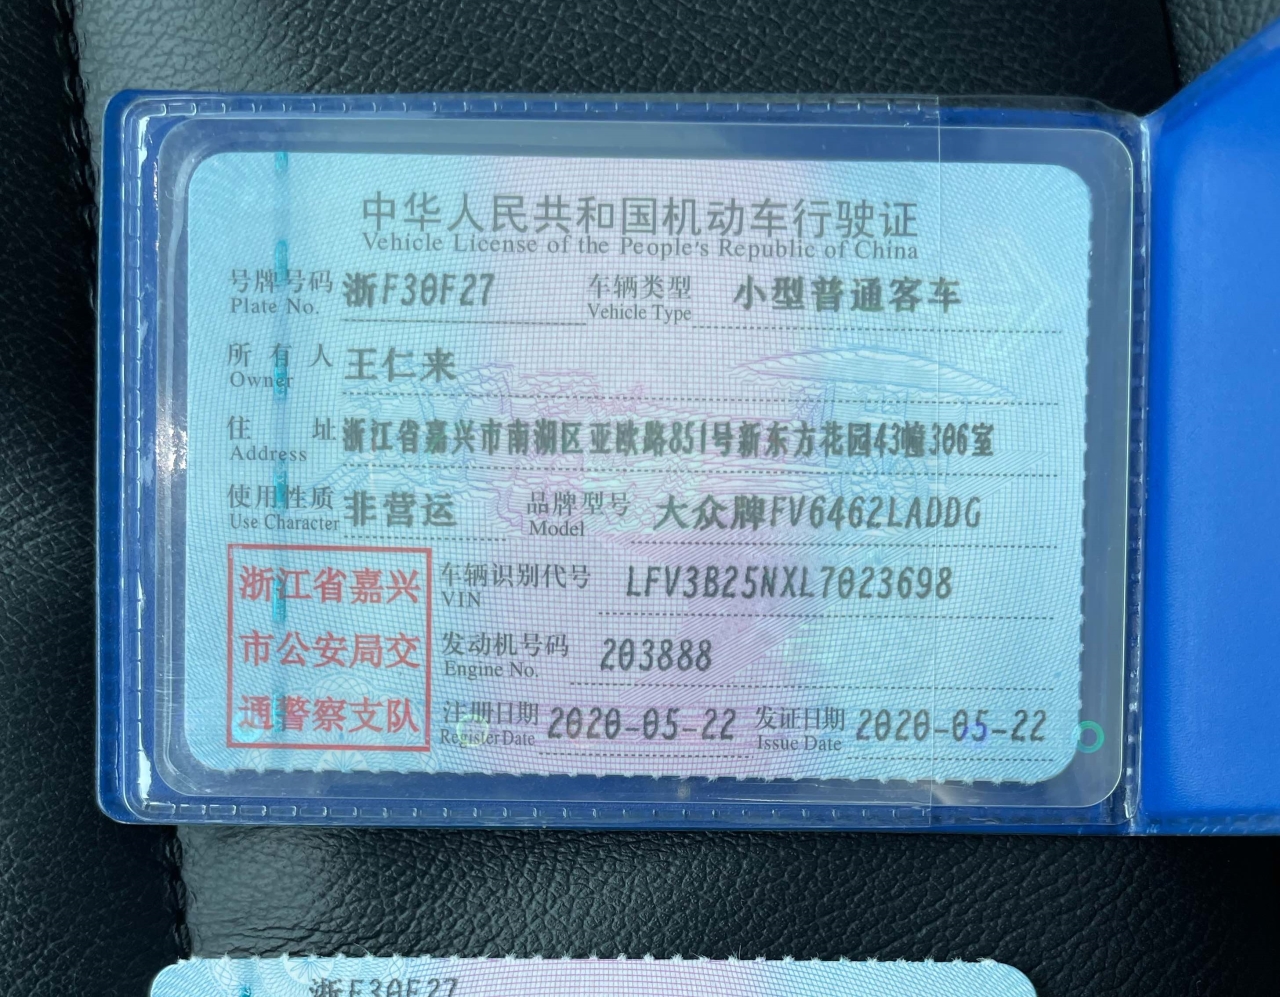 中华人民共和国机动车行驶证
Vehicle License of the People's Republic of China
号牌号码 浙F30F27 车辆类型 小型普通客车
Plate No. Vehicle Type
所有人 王仁来
Owner
住址 浙江省嘉兴市南湖区亚欧路851号新东方花园43幢306室
Address
使用性质 非营运 品牌型号 大众牌FV6462LADDG
Use Character Model
浙江省嘉兴
市公安局交
通警察支队
车辆识别代号 LFV3B25NXL7023698
VIN
发动机号码 203888
Engine No.
注册日期 2020-05-22 发证日期 2020-05-22
Register Date Issue Date
浙F30F27